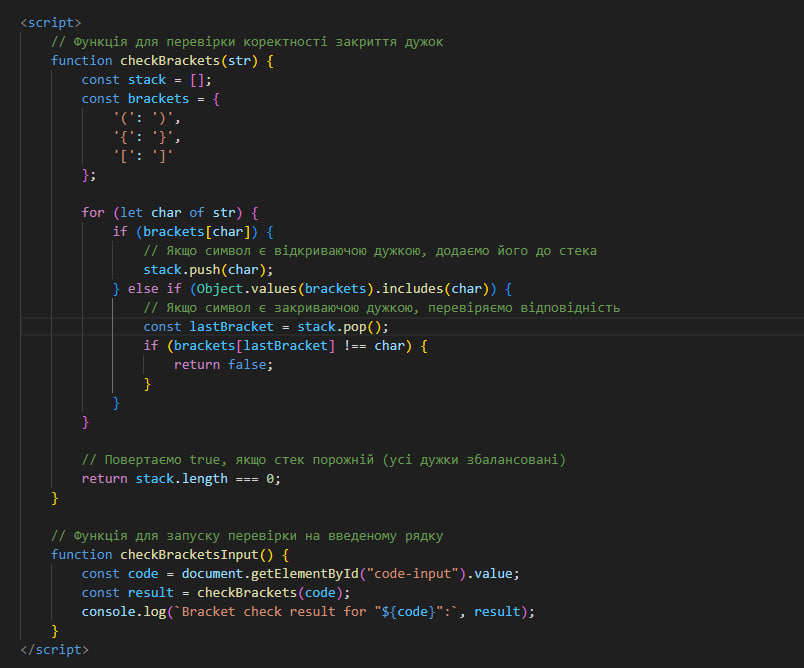 <script>
// Функція для перевірки коректності закриття дужок
function checkBrackets(str) {
const stack = [];
const brackets = {
'(': ')',
'{': '}',
'[': ']'
};
for (let char of str) {
if (brackets[char]) {
// Якщо символ є відкриваючою дужкою, додаємо його до стека
stack.push(char);
} else if (Object.values(brackets).includes(char)) {
// Якщо символ є закриваючою дужкою, перевіряємо відповідність
const lastBracket = stack.pop();
if (brackets[lastBracket] !== char) {
return false;
}
}
}
// Повертаємо true, якщо стек порожній (усі дужки збалансовані)
return stack.length === 0;
}
// Функція для запуску перевірки на введеному рядку
function checkBracketsInput() {
const code = document.getElementById("code-input").value;
const result = checkBrackets(code);
console.log(`Bracket check result for "${code}":`, result);
}
</script>